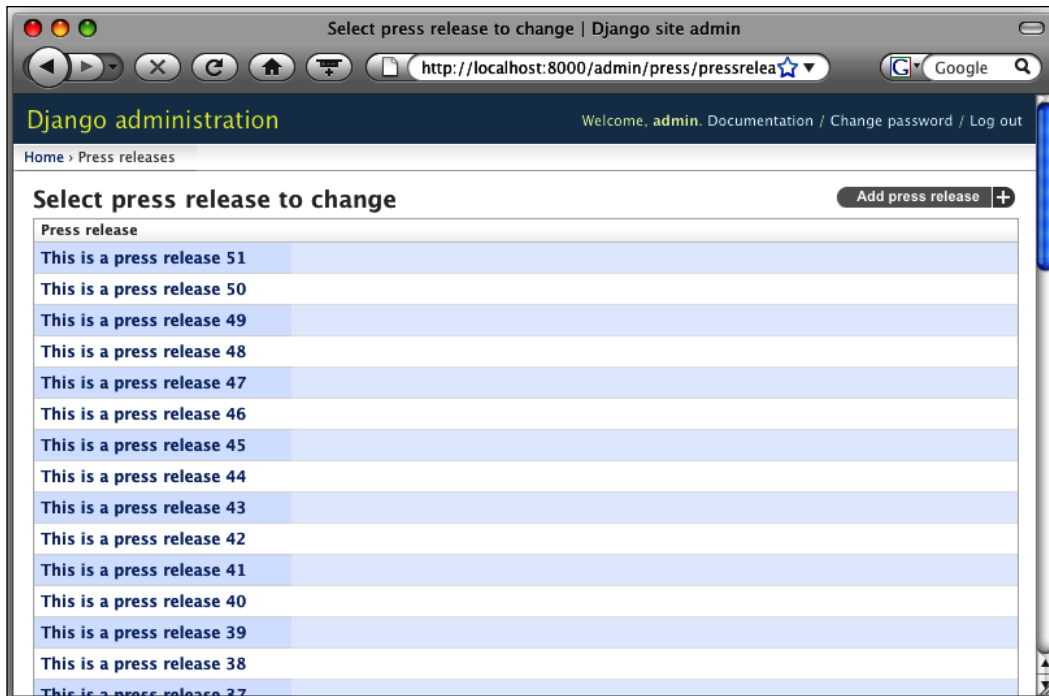 Select press release to change | Django site admin
http://localhost:8000/admin/press/pressrelea
G Google
Django administration
Welcome, admin. Documentation / Change password / Log out
Home › Press releases
Select press release to change
Add press release +
Press release
This is a press release 51
This is a press release 50
This is a press release 49
This is a press release 48
This is a press release 47
This is a press release 46
This is a press release 45
This is a press release 44
This is a press release 43
This is a press release 42
This is a press release 41
This is a press release 40
This is a press release 39
This is a press release 38
This is a press release 37